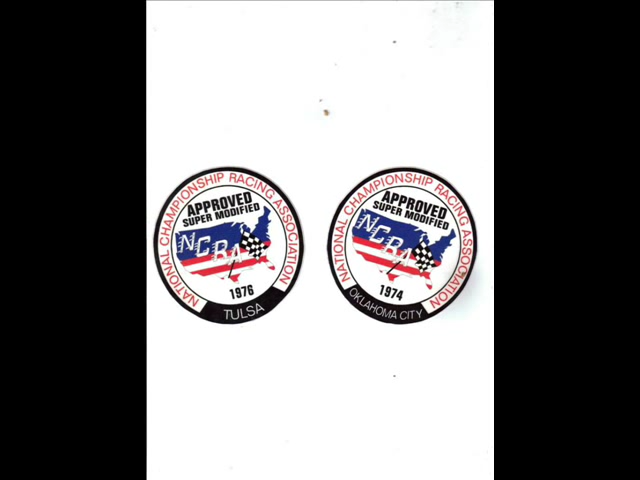 NATIONAL CHAMPIONSHIP RACING ASSOCIATION
APPROVED
SUPER MODIFIED
NCRA
1976
TULSA
NATIONAL CHAMPIONSHIP RACING ASSOCIATION
APPROVED
SUPER MODIFIED
NCRA
1974
OKLAHOMA CITY